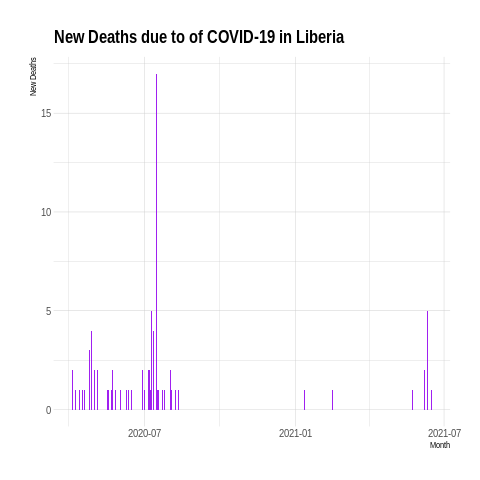 New Deaths due to of COVID-19 in Liberia
New Deaths
15
10
5
0
2020-07
2021-01
2021-07
Month